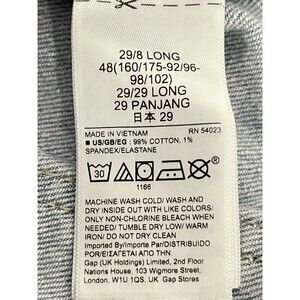 29/8 LONG
48(160/175-92/96-
98/102)
29/29 LONG
29 PANJANG
日本 29
MADE IN VIETNAM RN 54023
■ US/GB/EG: 99% COTTON, 1%
SPANDEX/ELASTANE
30
1166
MACHINE WASH COLD/ WASH AND
DRY INSIDE OUT WITH LIKE COLORS/
ONLY NON-CHLORINE BLEACH WHEN
NEEDED/ TUMBLE DRY LOW/ WARM
IRON/ DO NOT DRY CLEAN
Imported By/Importe Par/DISTRIBUIDO
POR/ΕΙΣΑΓΕΤΑΙ ΑΠΟ ΤΗΗ
Gap (UK Holdings) Limited, 2nd Floor
Nations House, 103 Wigmore Street,
London, W1U 1QS, UK, Gap Stores